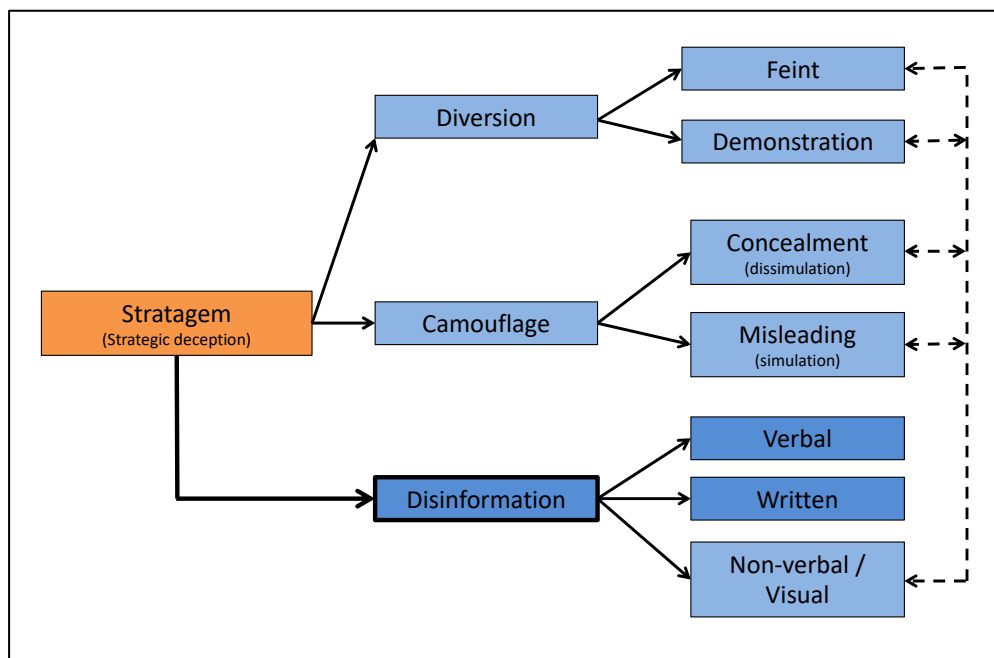 Feint
Diversion
Demonstration
Concealment
(dissimulation)
Stratagem
(Strategic deception)
Camouflage
Misleading
(simulation)
Verbal
Disinformation
Written
Non-verbal /
Visual